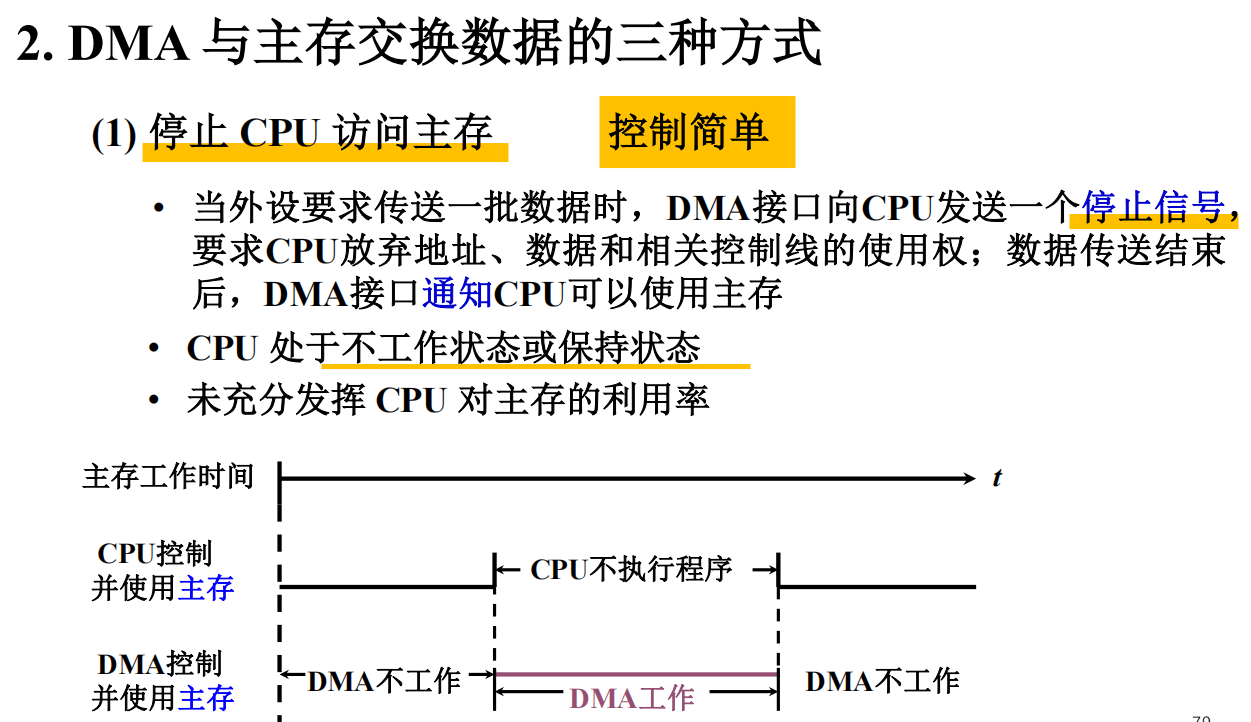 2. DMA 与主存交换数据的三种方式
(1) 停止 CPU 访问主存 控制简单
• 当外设要求传送一批数据时，DMA接口向CPU发送一个停止信号，
要求CPU放弃地址、数据和相关控制线的使用权；数据传送结束
后，DMA接口通知CPU可以使用主存
• CPU 处于不工作状态或保持状态
• 未充分发挥 CPU 对主存的利用率
主存工作时间 t
CPU控制
并使用主存
CPU不执行程序
DMA控制
并使用主存
DMA不工作 DMA工作 DMA不工作